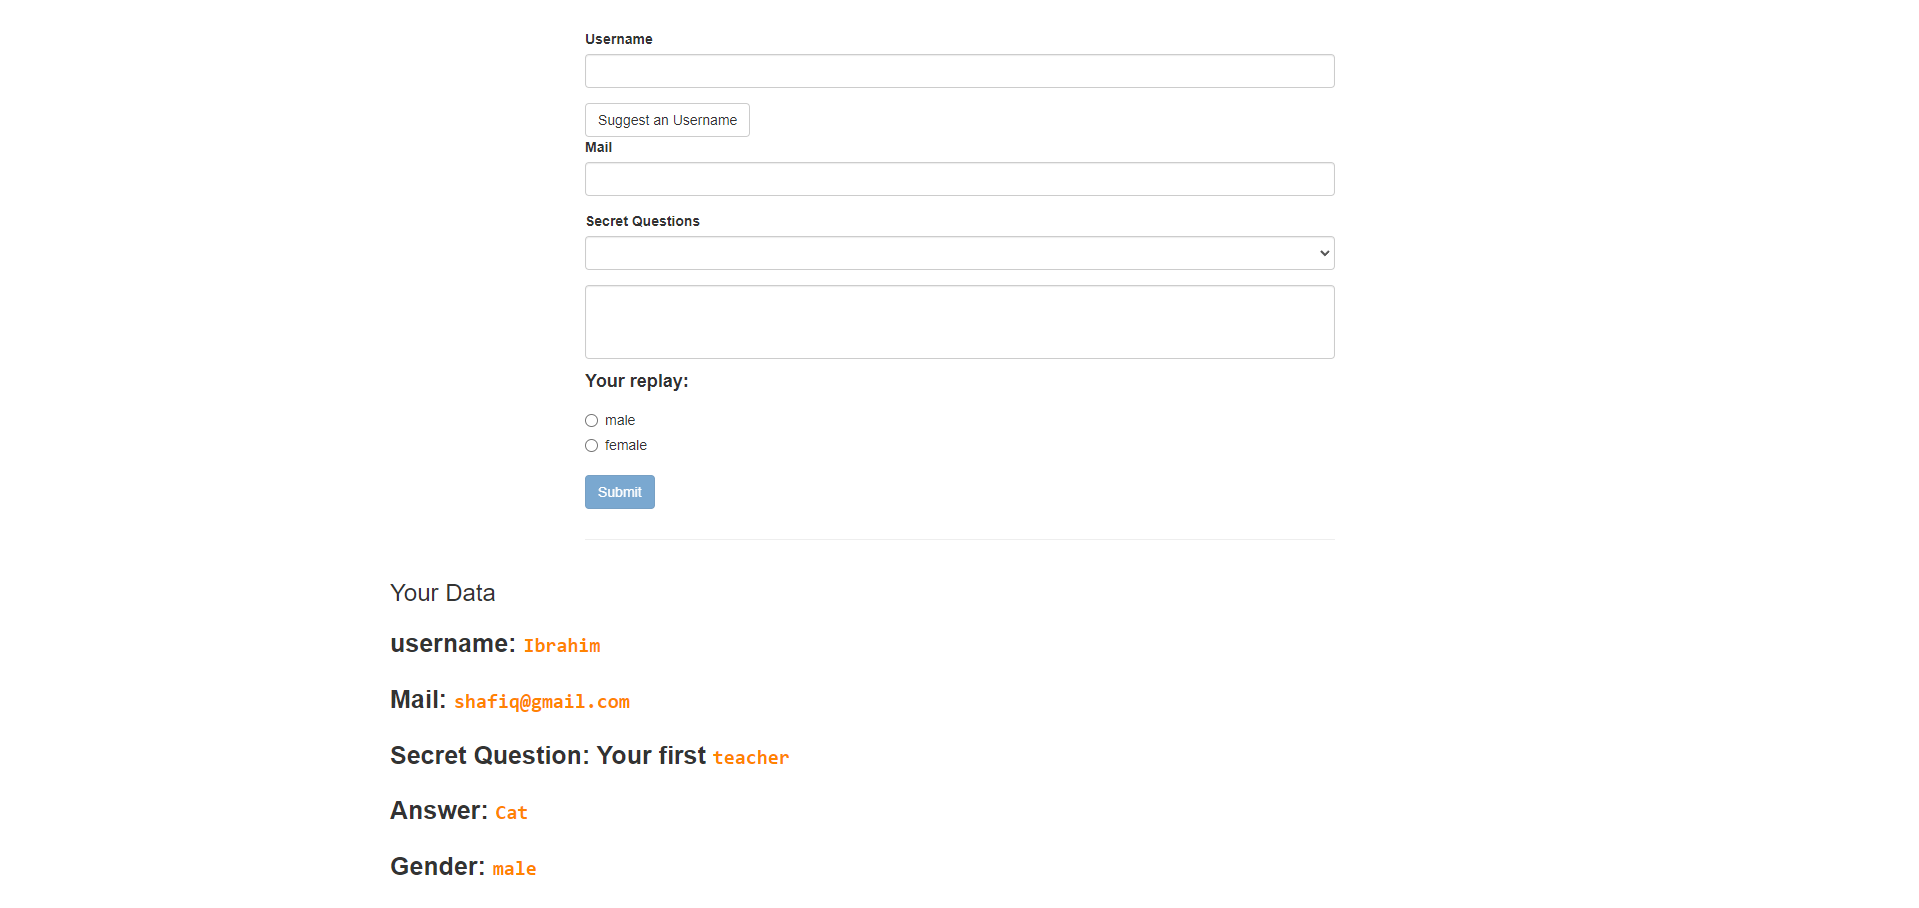 Username
Suggest an Username
Mail
Secret Questions
Your replay:
male
female
Submit
Your Data
username: Ibrahim
Mail: shafiq@gmail.com
Secret Question: Your first teacher
Answer: Cat
Gender: male